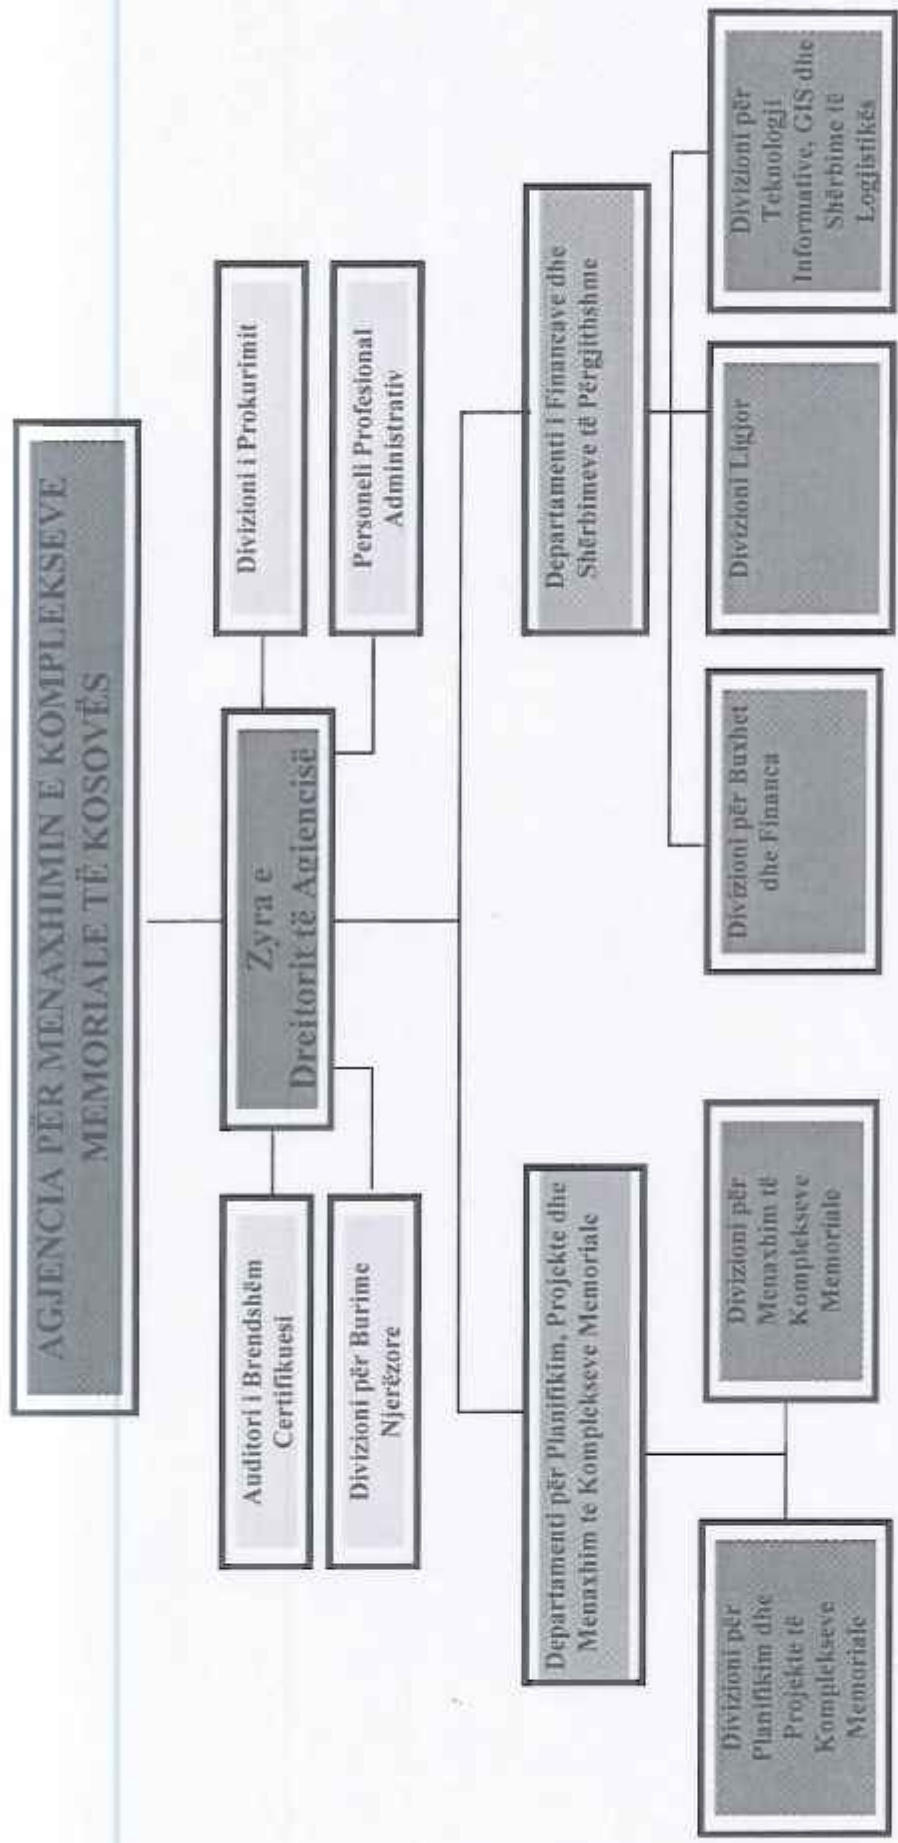 AGJENCIA PËR MENAXHIMIN E KOMPLEKSEVE
MEMORIALE TË KOSOVËS
Zyra e
Dreitorit të Agjencisë
Auditori i Brendshëm
Certifikuesi
Divizioni për Burime
Njerëzore
Divizioni i Prokurimit
Personeli Profesional
Administrativ
Departamenti për Planifikim, Projekte dhe
Menaxhim te Komplekseve Memoriale
Departamenti i Financave dhe
Shërbimeve të Përgjithshme
Divizioni për
Planifikim dhe
Projekte të
Komplekseve
Memoriale
Divizioni për
Menaxhim të
Komplekseve
Memoriale
Divizioni për Buxhet
dhe Financa
Divizioni Ligjor
Divizioni për
Teknologji
Informative, GIS dhe
Shërbime të
Logjistikës